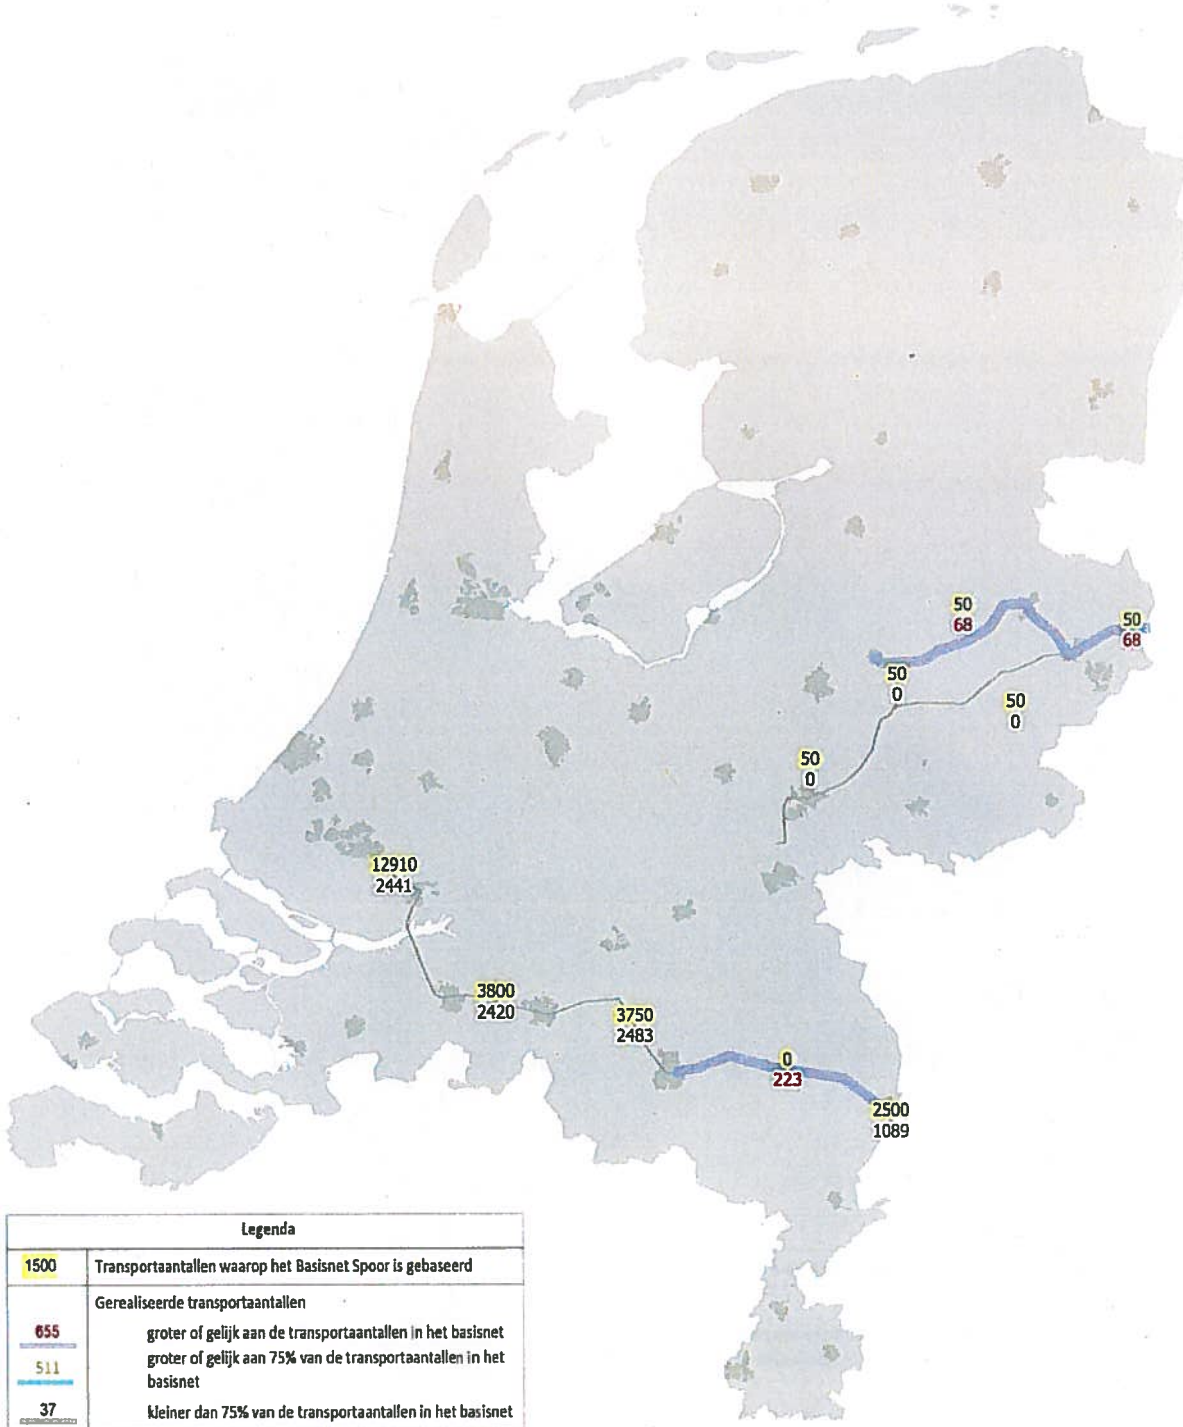 50
68
50
68
50
0
50
0
50
0
12910
2441
3800
2420
3750
2483
0
223
2500
1089
Legenda
1500 Transportaantallen waarop het Basisnet Spoor is gebaseerd
Gerealiseerde transportaantallen
655 groter of gelijk aan de transportaantallen in het basisnet
511 groter of gelijk aan 75% van de transportaantallen in het
basisnet
37 kleiner dan 75% van de transportaantallen in het basisnet